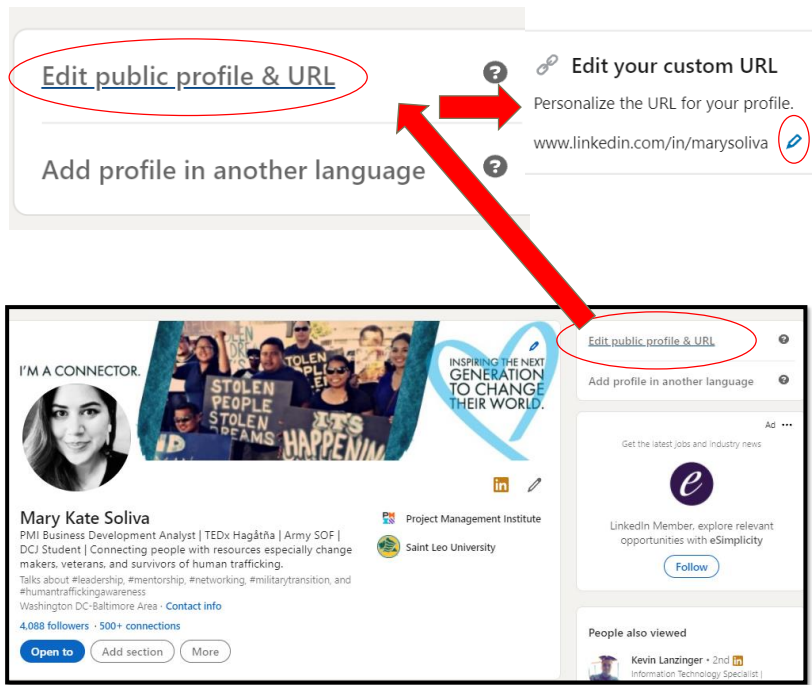 Edit public profile & URL
Add profile in another language
Edit your custom URL
Personalize the URL for your profile.
www.linkedin.com/in/marysoliva
I'M A CONNECTOR.
STOLEN
STOLEN
PEOPLE
STOLEN
DREAMS
IT'S
HAPPENIN
INSPIRING THE NEXT
GENERATION
TO CHANGE
THEIR WORLD.
in
Mary Kate Soliva
PMI Business Development Analyst | TEDx Hagåtña | Army SOF |
DCJ Student | Connecting people with resources especially change
makers, veterans, and survivors of human trafficking.
Talks about #leadership, #mentorship, #networking, #militarytransition, and
#humantraffickingawareness
Washington DC-Baltimore Area · Contact info
4,088 followers · 500+ connections
Open to Add section More
Project Management Institute
Saint Leo University
Edit public profile & URL
Add profile in another language
Ad
Get the latest jobs and industry news
e
LinkedIn Member, explore relevant
opportunities with eSimplicity
Follow
People also viewed
Kevin Lanzinger · 2nd in
Information Technology Specialist |